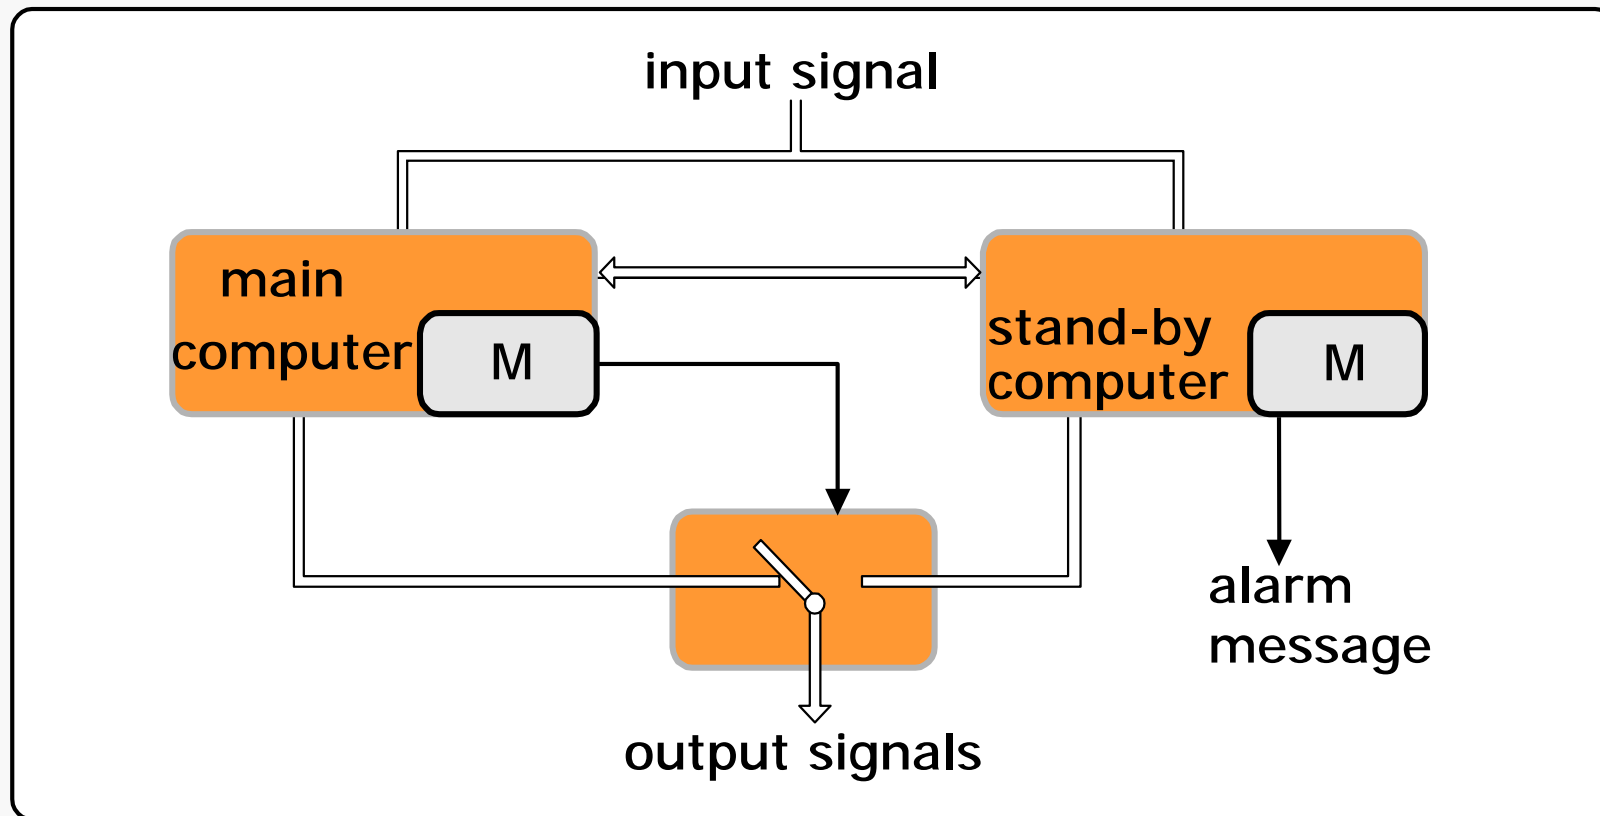 input signal
main
computer
M
stand-by
computer
M
alarm
message
output signals